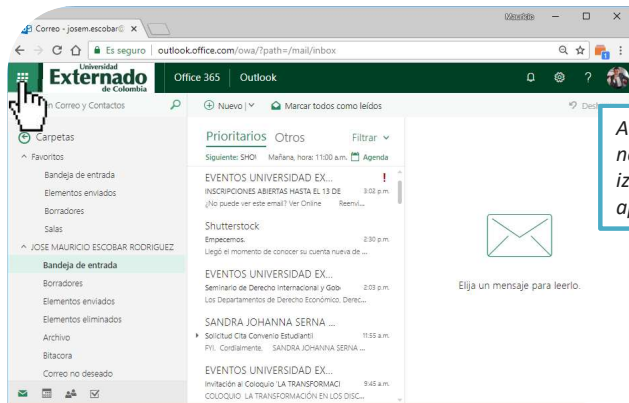 Mauricio
Correo - josem.escobar
Es seguro | outlook.office.com/owa/?path=/mail/inbox
Universidad
Externado
de Colombia
Office 365 | Outlook
n Correo y Contactos
Nuevo | Marcar todos como leídos
Carpetas
Favoritos
Bandeja de entrada
Elementos enviados
Borradores
Salas
JOSE MAURICIO ESCOBAR RODRIGUEZ
Bandeja de entrada
Borradores
Elementos enviados
Elementos eliminados
Archivo
Bitacora
Correo no deseado
Prioritarios Otros Filtrar
Siguiente: SHO! Mañana, hora: 11:00 a.m. Agenda
EVENTOS UNIVERSIDAD EX... !
INSCRIPCIONES ABIERTAS HASTA EL 13 DE 3:02 p.m.
¿No puede ver este email? Ver Online Reenvi...
Shutterstock
Empecemos. 2:30 p.m.
Llegó el momento de conocer su cuenta nueva de ...
EVENTOS UNIVERSIDAD EX...
Seminario de Derecho Internacional y Gob 2:03 p.m.
Los Departamentos de Derecho Económico, Derec...
SANDRA JOHANNA SERNA ...
Solicitud Cita Convenio Estudiantil 11:55 a.m.
FYI. Cordialmente. SANDRA JOHANNA SERNA ...
EVENTOS UNIVERSIDAD EX...
Invitación al Coloquio 'LA TRANSFORMACI 9:45 a.m.
COLOQUIO LA TRANSFORMACIÓN EN LOS DISC...
Elija un mensaje para leerlo.